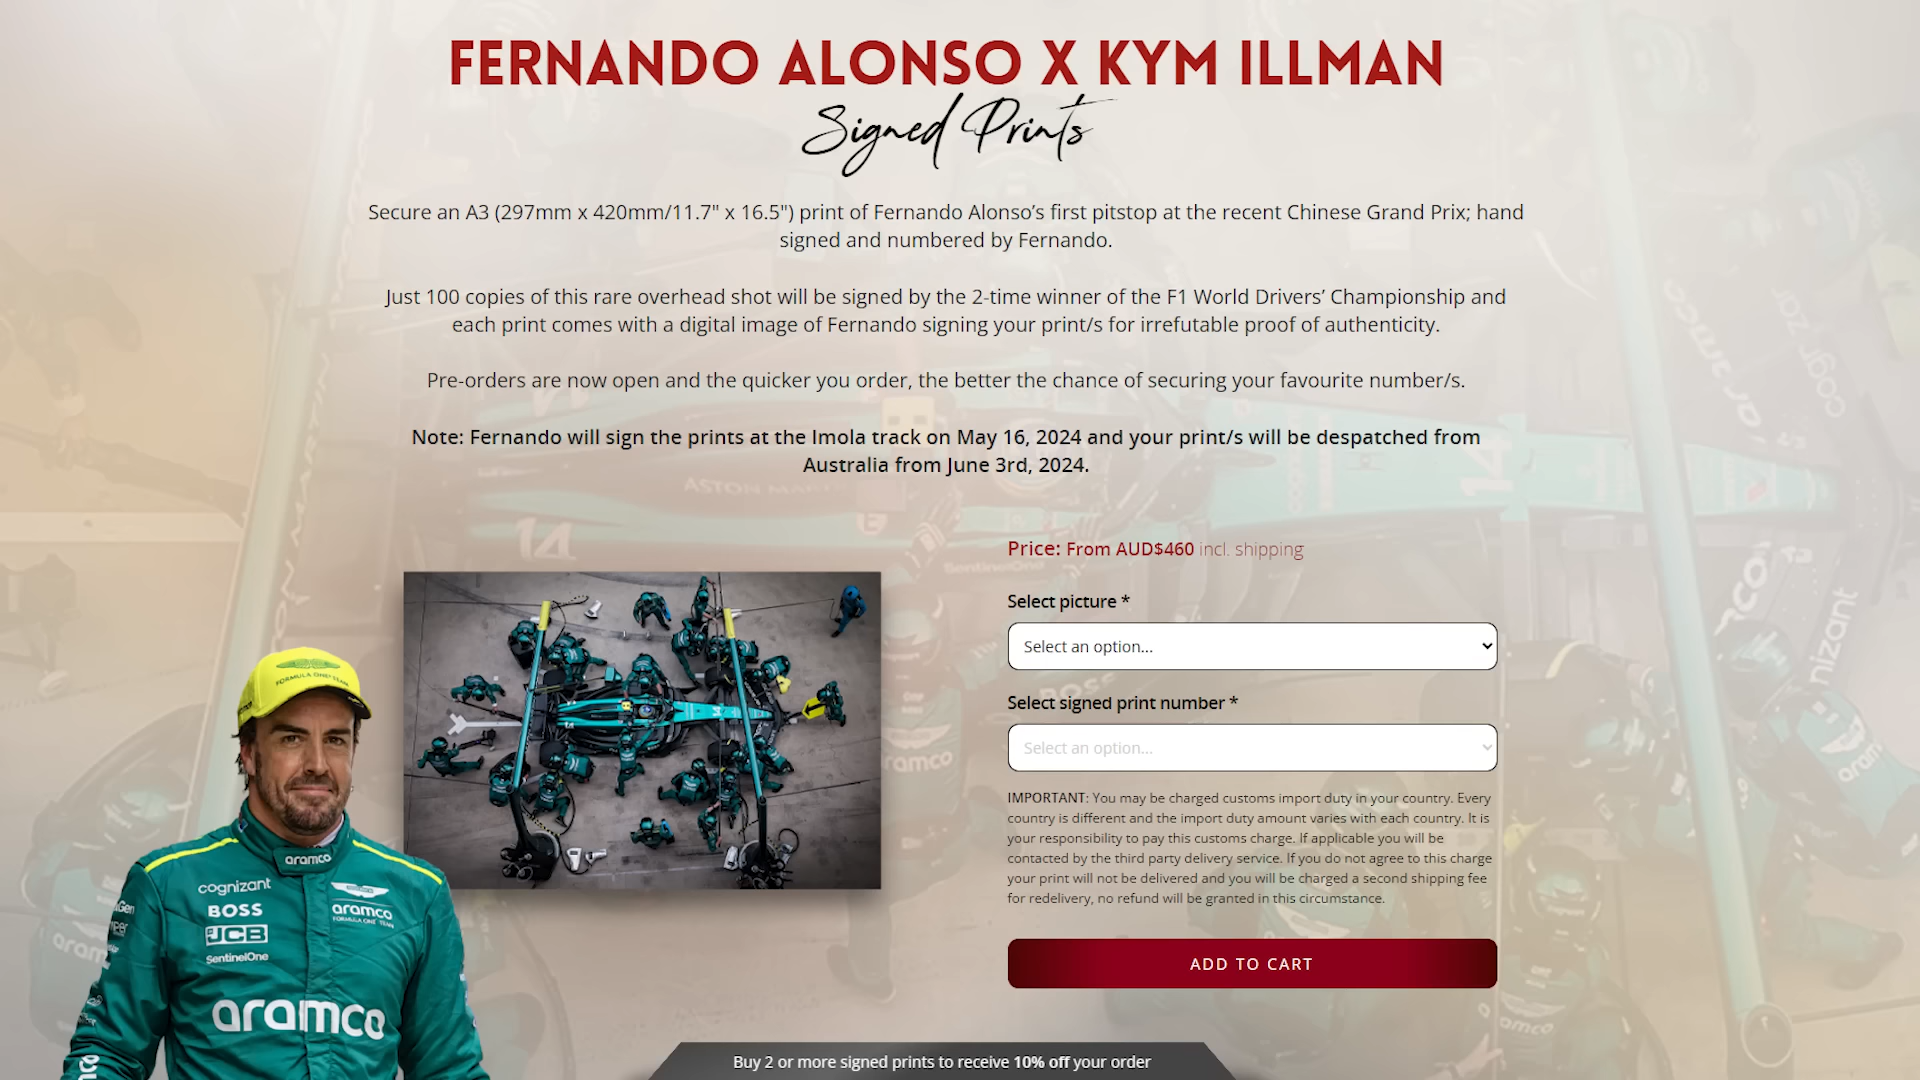 FERNANDO ALONSO X KYM ILLMAN
Signed Prints
Secure an A3 (297mm x 420mm/11.7" x 16.5") print of Fernando Alonso’s first pitstop at the recent Chinese Grand Prix; hand
signed and numbered by Fernando.
Just 100 copies of this rare overhead shot will be signed by the 2-time winner of the F1 World Drivers’ Championship and
each print comes with a digital image of Fernando signing your print/s for irrefutable proof of authenticity.
Pre-orders are now open and the quicker you order, the better the chance of securing your favourite number/s.
Note: Fernando will sign the prints at the Imola track on May 16, 2024 and your print/s will be despatched from
Australia from June 3rd, 2024.
ASTON MARTIN
14
14
cognizant
aramco
Price: From AUD$460 incl. shipping
Select picture *
Select an option...
Select signed print number *
Select an option...
IMPORTANT: You may be charged customs import duty in your country. Every
country is different and the import duty amount varies with each country. It is
your responsibility to pay this customs charge. If applicable you will be
contacted by the third party delivery service. If you do not agree to this charge
your print will not be delivered and you will be charged a second shipping fee
for redelivery, no refund will be granted in this circumstance.
ADD TO CART
FORMULA ONE TEAM
aramco
cognizant
BOSS
JCB
SentinelOne
aramco
FORMULA ONE TEAM
aramco
Buy 2 or more signed prints to receive 10% off your order